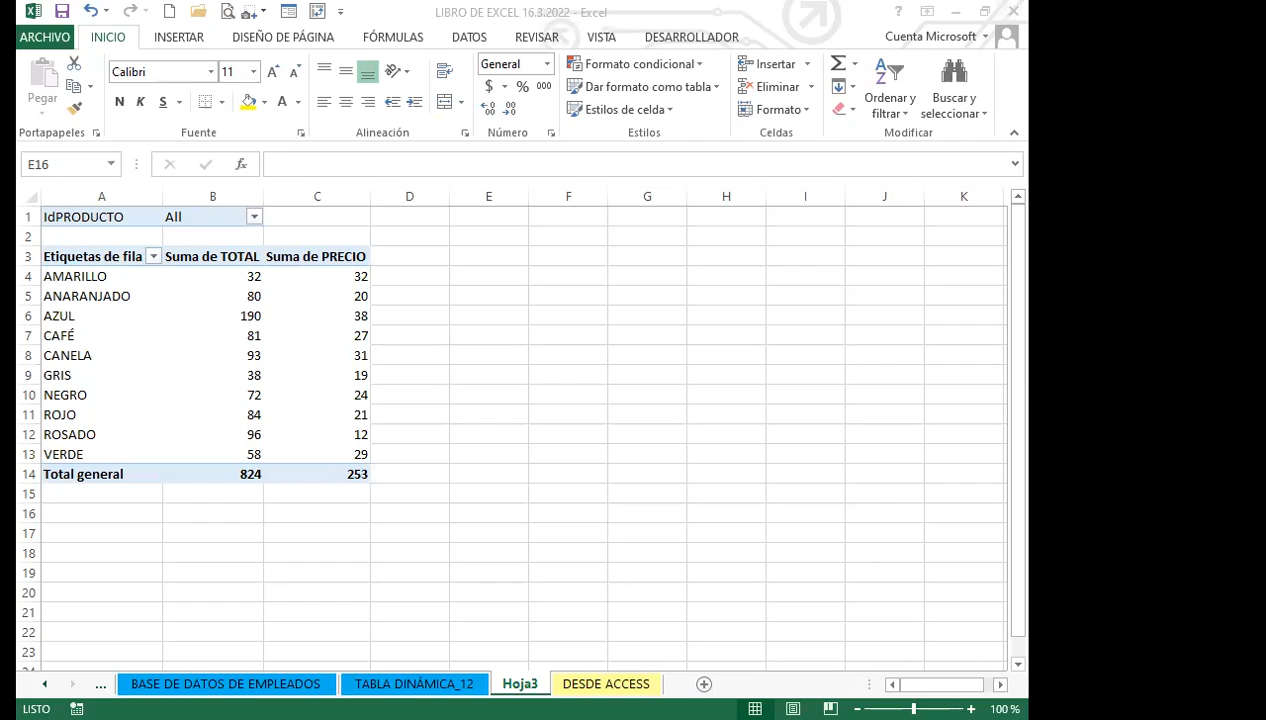 LIBRO DE EXCEL 16.3.2022 - Excel
ARCHIVO INICIO INSERTAR DISEÑO DE PÁGINA FÓRMULAS DATOS REVISAR VISTA DESARROLLADOR Cuenta Microsoft
Pegar
Portapapeles
Calibri 11
N K S A
Fuente
Alineación
General
$ % 000
Número
Formato condicional
Dar formato como tabla
Estilos de celda
Estilos
Insertar
Eliminar
Formato
Celdas
Ordenar y filtrar
Buscar y seleccionar
Modificar
E16 fx
A B C D E F G H I J K
1 IdPRODUCTO All
2
3 Etiquetas de fila Suma de TOTAL Suma de PRECIO
4 AMARILLO 32 32
5 ANARANJADO 80 20
6 AZUL 190 38
7 CAFÉ 81 27
8 CANELA 93 31
9 GRIS 38 19
10 NEGRO 72 24
11 ROJO 84 21
12 ROSADO 96 12
13 VERDE 58 29
14 Total general 824 253
15
16
17
18
19
20
21
22
23
... BASE DE DATOS DE EMPLEADOS TABLA DINÁMICA_12 Hoja3 DESDE ACCESS
LISTO 100 %